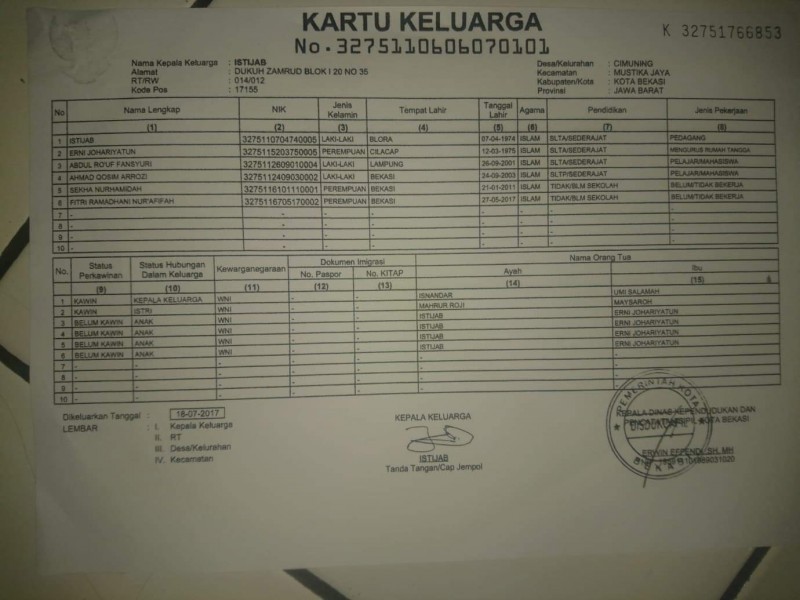 KARTU KELUARGA
No. 3275110606070101
K 32751766853
Nama Kepala Keluarga : ISTIJAB
Alamat : DUKUH ZAMRUD BLOK I 20 NO 35
RT/RW : 014/012
Kode Pos : 17155
Desa/Kelurahan : CIMUNING
Kecamatan : MUSTIKA JAYA
Kabupaten/Kota : KOTA BEKASI
Provinsi : JAWA BARAT
No Nama Lengkap NIK Jenis Kelamin Tempat Lahir Tanggal Lahir Agama Pendidikan Jenis Pekerjaan
(1) (2) (3) (4) (5) (6) (7) (8)
1 ISTIJAB 3275110704740005 LAKI-LAKI BLORA 07-04-1974 ISLAM SLTA/SEDERAJAT PEDAGANG
2 ERNI JOHARIYATUN 3275115203750005 PEREMPUAN CILACAP 12-03-1975 ISLAM SLTA/SEDERAJAT MENGURUS RUMAH TANGGA
3 ABDUL RO'UF FANSYURI 3275112609010004 LAKI-LAKI LAMPUNG 26-09-2001 ISLAM SLTA/SEDERAJAT PELAJAR/MAHASISWA
4 AHMAD QOSIM ARROZI 3275112409030002 LAKI-LAKI BEKASI 24-09-2003 ISLAM SLTP/SEDERAJAT PELAJAR/MAHASISWA
5 SEKHA NURHAMIDAH 3275116101110001 PEREMPUAN BEKASI 21-01-2011 ISLAM TIDAK/BLM SEKOLAH BELUM/TIDAK BEKERJA
6 FITRI RAMADHANI NUR'AFIFAH 3275116705170002 PEREMPUAN BEKASI 27-05-2017 ISLAM TIDAK/BLM SEKOLAH BELUM/TIDAK BEKERJA
7 - - - - - - - -
8 - - - - - - - -
9 - - - - - - - -
10 - - - - - - - -
No. Status Perkawinan Status Hubungan Dalam Keluarga Kewarganegaraan Dokumen Imigrasi Nama Orang Tua
No. Paspor No. KITAP Ayah Ibu
(9) (10) (11) (12) (13) (14) (15)
1 KAWIN KEPALA KELUARGA WNI - - ISNANDAR UMI SALAMAH
2 KAWIN ISTRI WNI - - MAHRUR ROJI MAYSAROH
3 BELUM KAWIN ANAK WNI - - ISTIJAB ERNI JOHARIYATUN
4 BELUM KAWIN ANAK WNI - - ISTIJAB ERNI JOHARIYATUN
5 BELUM KAWIN ANAK WNI - - ISTIJAB ERNI JOHARIYATUN
6 BELUM KAWIN ANAK WNI - - ISTIJAB ERNI JOHARIYATUN
7 - - - - - - -
8 - - - - - - -
9 - - - - - - -
10 - - - - - - -
Dikeluarkan Tanggal : 18-07-2017
LEMBAR : I. Kepala Keluarga
II. RT
III. Desa/Kelurahan
IV. Kecamatan
KEPALA KELUARGA
ISTIJAB
Tanda Tangan/Cap Jempol
KEPALA DINAS KEPENDUDUKAN DAN
PENCATATAN SIPIL KOTA BEKASI
PEMERINTAH KOTA
BEKASI
ERWIN EFFENDI, SH, MH